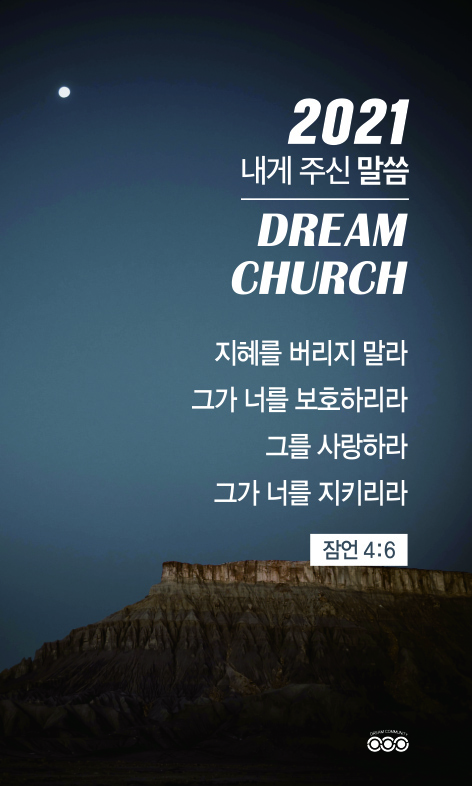 2021
내게 주신 말씀
DREAM
CHURCH
지혜를 버리지 말라
그가 너를 보호하리라
그를 사랑하라
그가 너를 지키리라
잠언 4:6
DREAM COMMUNITY